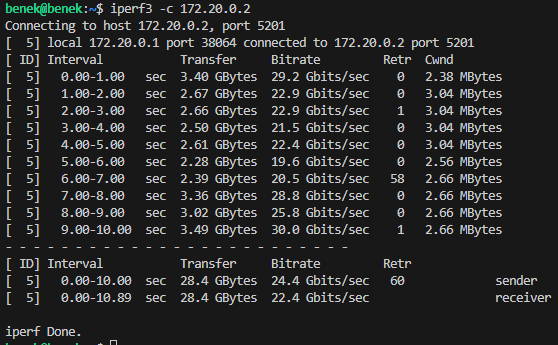 benek@benek:~$ iperf3 -c 172.20.0.2
Connecting to host 172.20.0.2, port 5201
[  5] local 172.20.0.1 port 38064 connected to 172.20.0.2 port 5201
[ ID] Interval           Transfer     Bitrate         Retr  Cwnd
[  5]   0.00-1.00   sec  3.40 GBytes  29.2 Gbits/sec    0   2.38 MBytes
[  5]   1.00-2.00   sec  2.67 GBytes  22.9 Gbits/sec    0   3.04 MBytes
[  5]   2.00-3.00   sec  2.66 GBytes  22.9 Gbits/sec    1   3.04 MBytes
[  5]   3.00-4.00   sec  2.50 GBytes  21.5 Gbits/sec    0   3.04 MBytes
[  5]   4.00-5.00   sec  2.61 GBytes  22.4 Gbits/sec    0   3.04 MBytes
[  5]   5.00-6.00   sec  2.28 GBytes  19.6 Gbits/sec    0   2.56 MBytes
[  5]   6.00-7.00   sec  2.39 GBytes  20.5 Gbits/sec   58   2.66 MBytes
[  5]   7.00-8.00   sec  3.36 GBytes  28.8 Gbits/sec    0   2.66 MBytes
[  5]   8.00-9.00   sec  3.02 GBytes  25.8 Gbits/sec    0   2.66 MBytes
[  5]   9.00-10.00  sec  3.49 GBytes  30.0 Gbits/sec    1   2.66 MBytes
- - - - - - - - - - - - - - - - - - - - - - - - -
[ ID] Interval           Transfer     Bitrate         Retr
[  5]   0.00-10.00  sec  28.4 GBytes  24.4 Gbits/sec   60             sender
[  5]   0.00-10.89  sec  28.4 GBytes  22.4 Gbits/sec                  receiver
iperf Done.